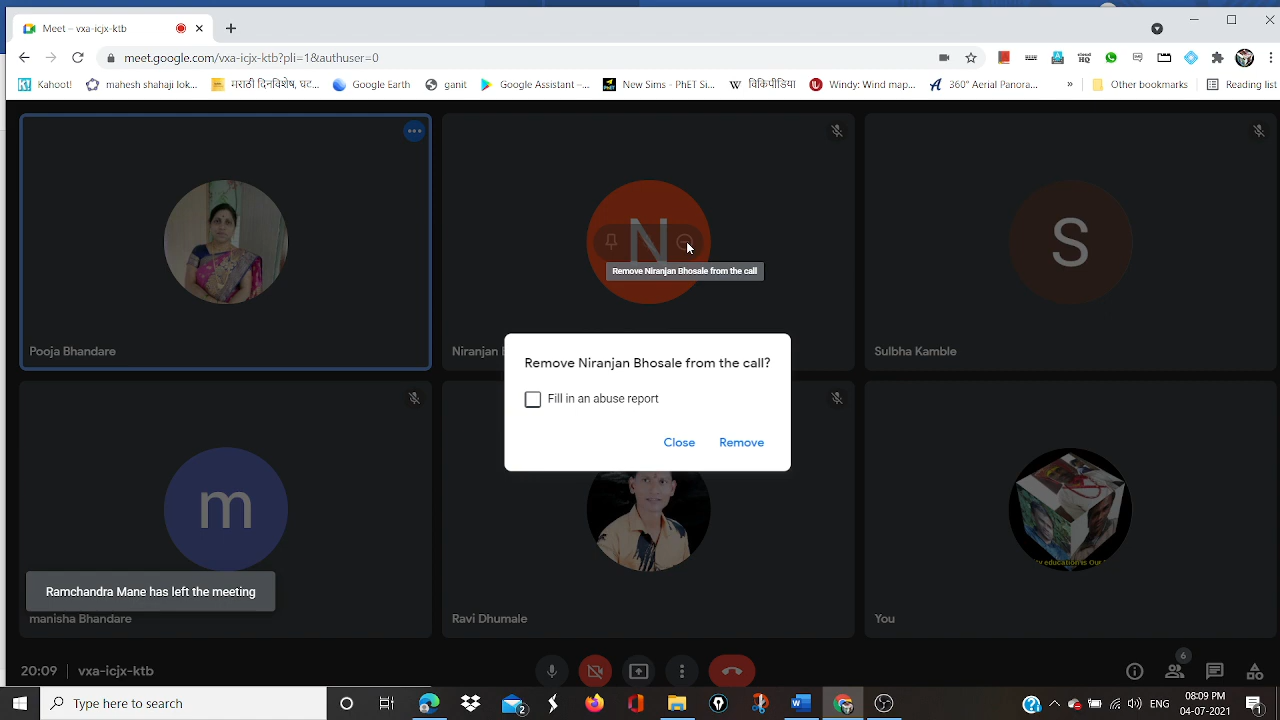 Meet – vxa-icjx-ktb
meet.google.com/vxa-icjx-ktb?pli=1&authuser=0
Kahoot!
mahesh shahaji lok...
Google Earth
ganit
Google Assistant –...
New Sims - PhET Si...
विकिपीडिया
Windy: Wind map...
360° Aerial Panora...
»
Other bookmarks
Reading list
N
Remove Niranjan Bhosale from the call
S
Pooja Bhandare
Niranjan
Sulbha Kamble
Remove Niranjan Bhosale from the call?
Fill in an abuse report
Close
Remove
m
Ramchandra Mane has left the meeting
manisha Bhandare
Ravi Dhumale
You
20:09 | vxa-icjx-ktb
6
Type here to search
2
ENG
08:09 PM
04-07-2021
1